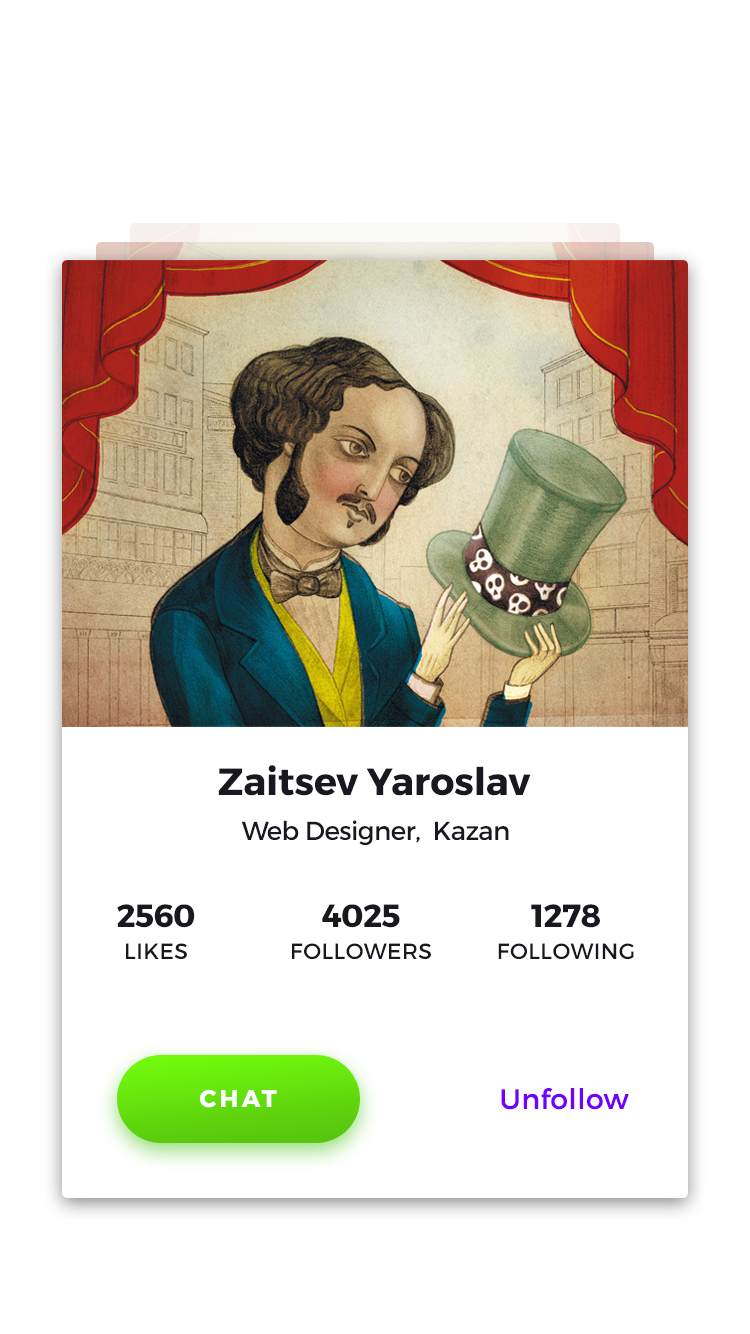 Zaitsev Yaroslav
Web Designer, Kazan
2560 4025 1278
LIKES FOLLOWERS FOLLOWING
CHAT Unfollow